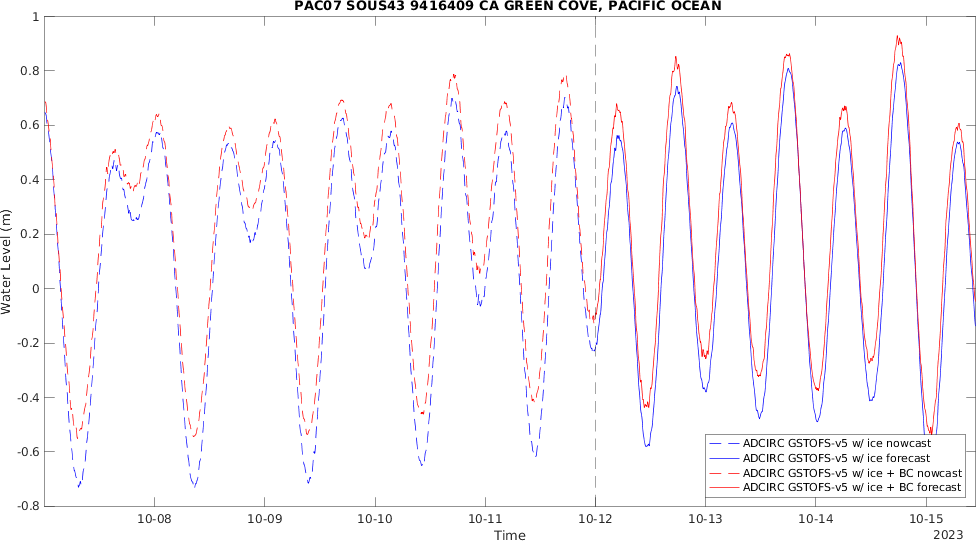 PAC07 SOUS43 9416409 CA GREEN COVE, PACIFIC OCEAN
1
0.8
0.6
0.4
0.2
0
-0.2
-0.4
-0.6
-0.8
Water Level (m)
ADCIRC GSTOFS-v5 w/ ice nowcast
ADCIRC GSTOFS-v5 w/ ice forecast
ADCIRC GSTOFS-v5 w/ ice + BC nowcast
ADCIRC GSTOFS-v5 w/ ice + BC forecast
10-08 10-09 10-10 10-11 10-12 10-13 10-14 10-15
Time
2023